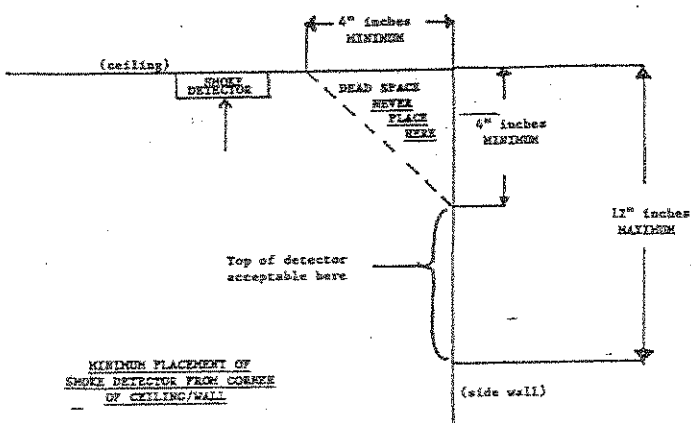 4" inches
MINIMUM
(ceiling)
SMOKE
DETECTOR
DEAD SPACE
NEVER
PLACE
HERE
4" inches
MINIMUM
12" inches
MAXIMUM
Top of detector
acceptable here
MINIMUM PLACEMENT OF
SMOKE DETECTOR FROM CORNER
OF CEILING/WALL
(side wall)